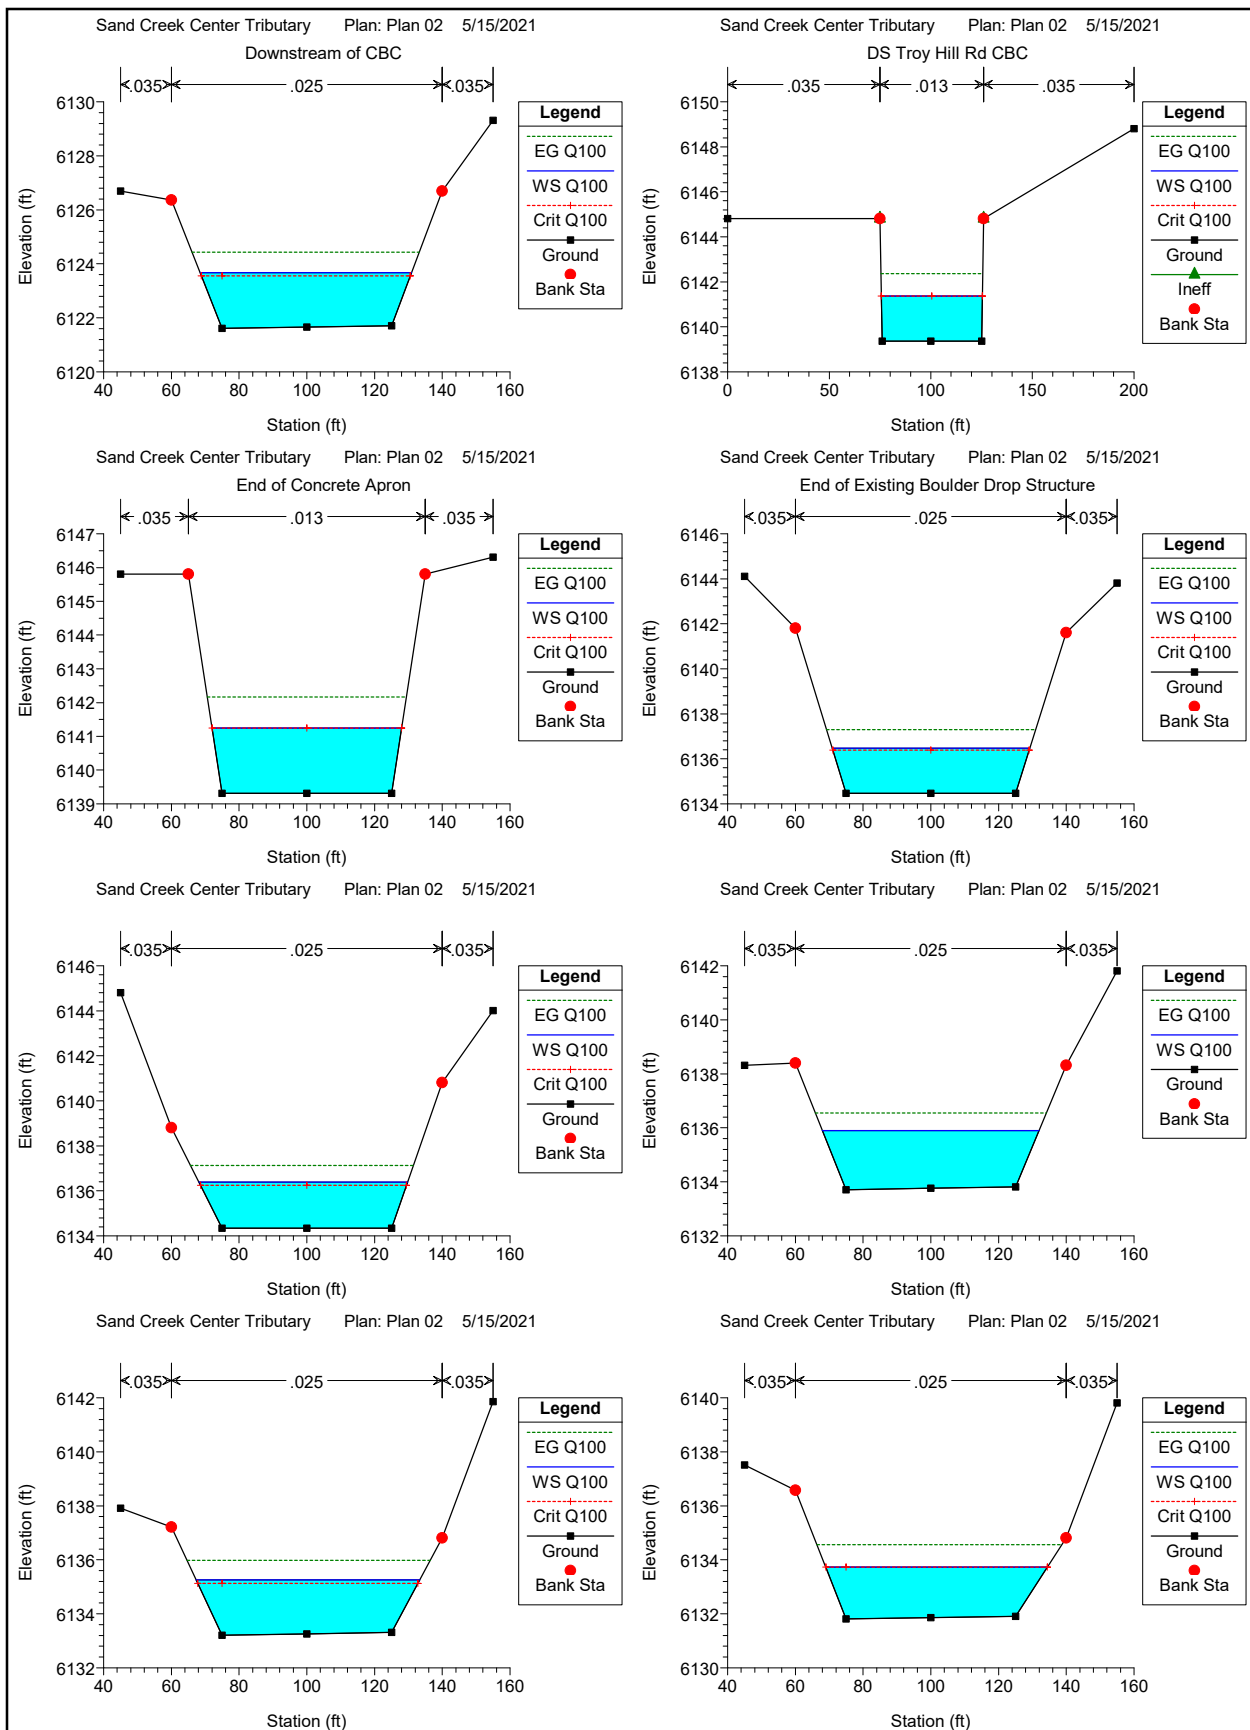 Sand Creek Center Tributary Plan: Plan 02 5/15/2021
Downstream of CBC
.035 .025 .035
6130
6128
6126
6124
6122
6120
Elevation (ft)
40 60 80 100 120 140 160
Station (ft)
Legend
EG Q100
WS Q100
Crit Q100
Ground
Bank Sta
Sand Creek Center Tributary Plan: Plan 02 5/15/2021
DS Troy Hill Rd CBC
.035 .013 .035
6150
6148
6146
6144
6142
6140
6138
Elevation (ft)
0 50 100 150 200
Station (ft)
Legend
EG Q100
WS Q100
Crit Q100
Ground
Ineff
Bank Sta
Sand Creek Center Tributary Plan: Plan 02 5/15/2021
End of Concrete Apron
.035 .013 .035
6147
6146
6145
6144
6143
6142
6141
6140
6139
Elevation (ft)
40 60 80 100 120 140 160
Station (ft)
Legend
EG Q100
WS Q100
Crit Q100
Ground
Bank Sta
Sand Creek Center Tributary Plan: Plan 02 5/15/2021
End of Existing Boulder Drop Structure
.035 .025 .035
6146
6144
6142
6140
6138
6136
6134
Elevation (ft)
40 60 80 100 120 140 160
Station (ft)
Legend
EG Q100
WS Q100
Crit Q100
Ground
Bank Sta
Sand Creek Center Tributary Plan: Plan 02 5/15/2021
.035 .025 .035
6146
6144
6142
6140
6138
6136
6134
Elevation (ft)
40 60 80 100 120 140 160
Station (ft)
Legend
EG Q100
WS Q100
Crit Q100
Ground
Bank Sta
Sand Creek Center Tributary Plan: Plan 02 5/15/2021
.035 .025 .035
6142
6140
6138
6136
6134
6132
Elevation (ft)
40 60 80 100 120 140 160
Station (ft)
Legend
EG Q100
WS Q100
Ground
Bank Sta
Sand Creek Center Tributary Plan: Plan 02 5/15/2021
.035 .025 .035
6142
6140
6138
6136
6134
6132
Elevation (ft)
40 60 80 100 120 140 160
Station (ft)
Legend
EG Q100
WS Q100
Crit Q100
Ground
Bank Sta
Sand Creek Center Tributary Plan: Plan 02 5/15/2021
.035 .025 .035
6140
6138
6136
6134
6132
6130
Elevation (ft)
40 60 80 100 120 140 160
Station (ft)
Legend
EG Q100
WS Q100
Crit Q100
Ground
Bank Sta